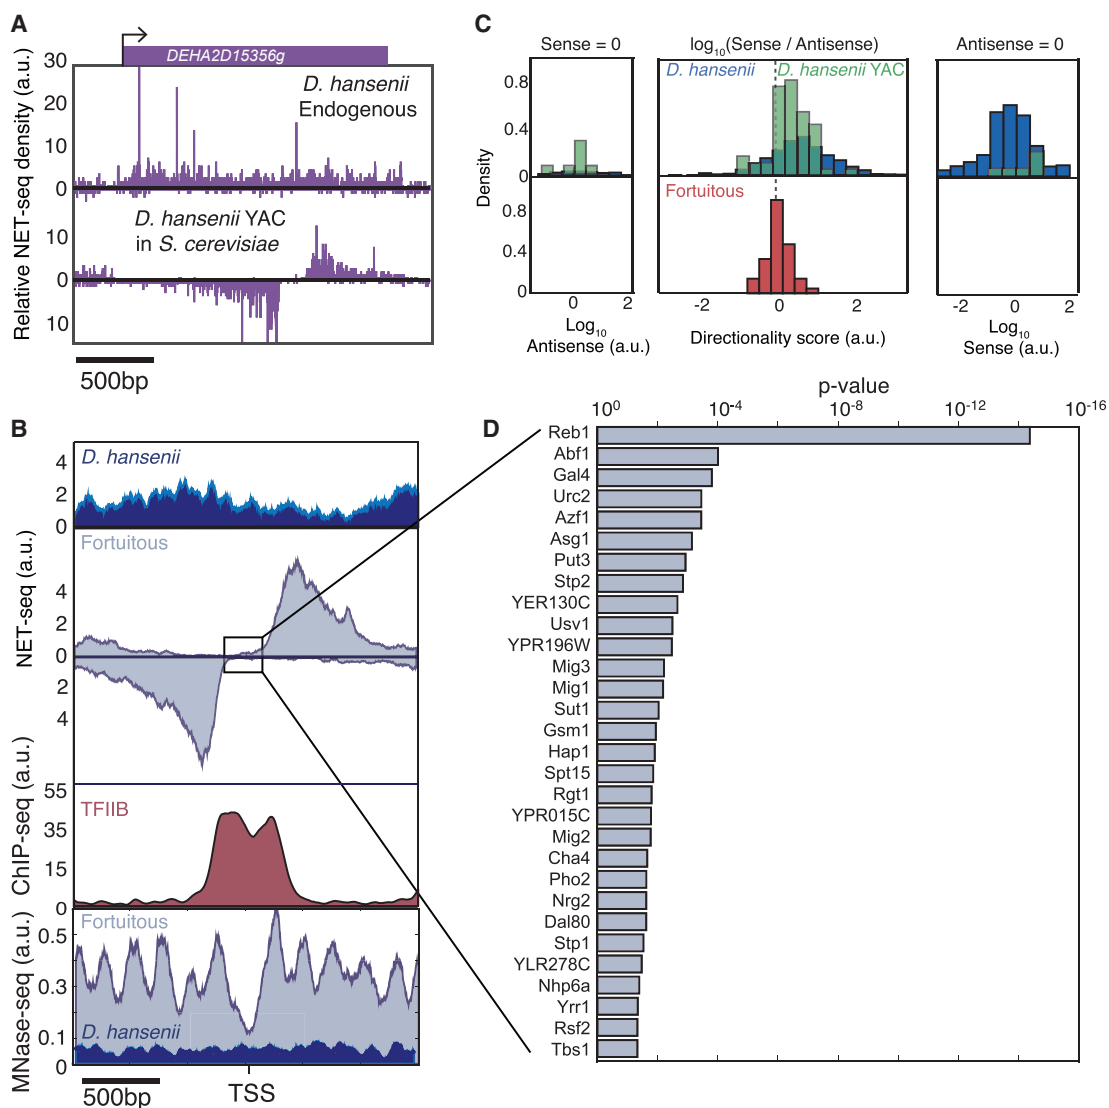 A
DEHA2D15356g
Relative NET-seq density (a.u.)
30
20
10
0
D. hansenii
Endogenous
D. hansenii YAC
in S. cerevisiae
10
0
10
500bp
C
Sense = 0
log10(Sense / Antisense)
Antisense = 0
D. hansenii
D. hansenii YAC
Fortuitous
Density
0.8
0.4
0
0.8
0.4
0
0 2
-2 0 2
-2 0 2
Log10
Antisense (a.u.)
Directionality score (a.u.)
Log10
Sense (a.u.)
B
D. hansenii
4
2
0
Fortuitous
NET-seq (a.u.)
4
2
0
2
4
TFIIB
ChIP-seq (a.u.)
55
35
15
0
Fortuitous
D. hansenii
MNase-seq (a.u.)
0.5
0.3
0.1
0
500bp
TSS
D
p-value
10^0 10^-4 10^-8 10^-12 10^-16
Reb1
Abf1
Gal4
Urc2
Azf1
Asg1
Put3
Stp2
YER130C
Usv1
YPR196W
Mig3
Mig1
Sut1
Gsm1
Hap1
Spt15
Rgt1
YPR015C
Mig2
Cha4
Pho2
Nrg2
Dal80
Stp1
YLR278C
Nhp6a
Yrr1
Rsf2
Tbs1